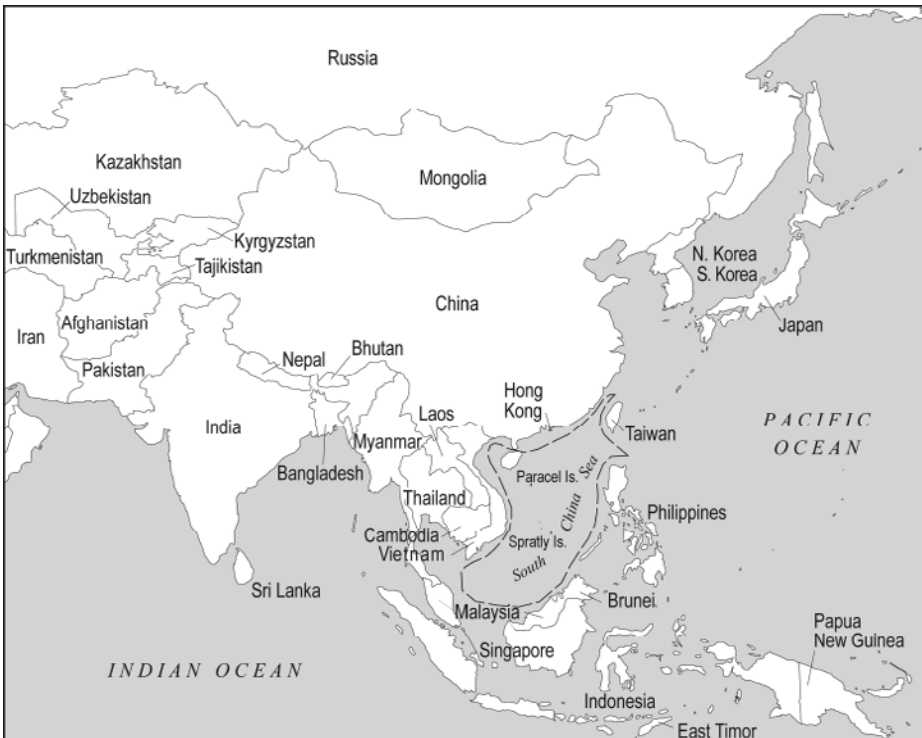 Russia
Kazakhstan
Mongolia
Uzbekistan
Kyrgyzstan
Turkmenistan
Tajikistan
N. Korea
S. Korea
China
Iran
Afghanistan
Japan
Pakistan
Nepal
Bhutan
Hong
Kong
Laos
India
Myanmar
Taiwan
PACIFIC
OCEAN
Bangladesh
Paracel Is.
Thailand
Philippines
Cambodia
Vietnam
Spratly Is.
South China Sea
Sri Lanka
Malaysia
Brunei
Singapore
Papua
New Guinea
INDIAN OCEAN
Indonesia
East Timor